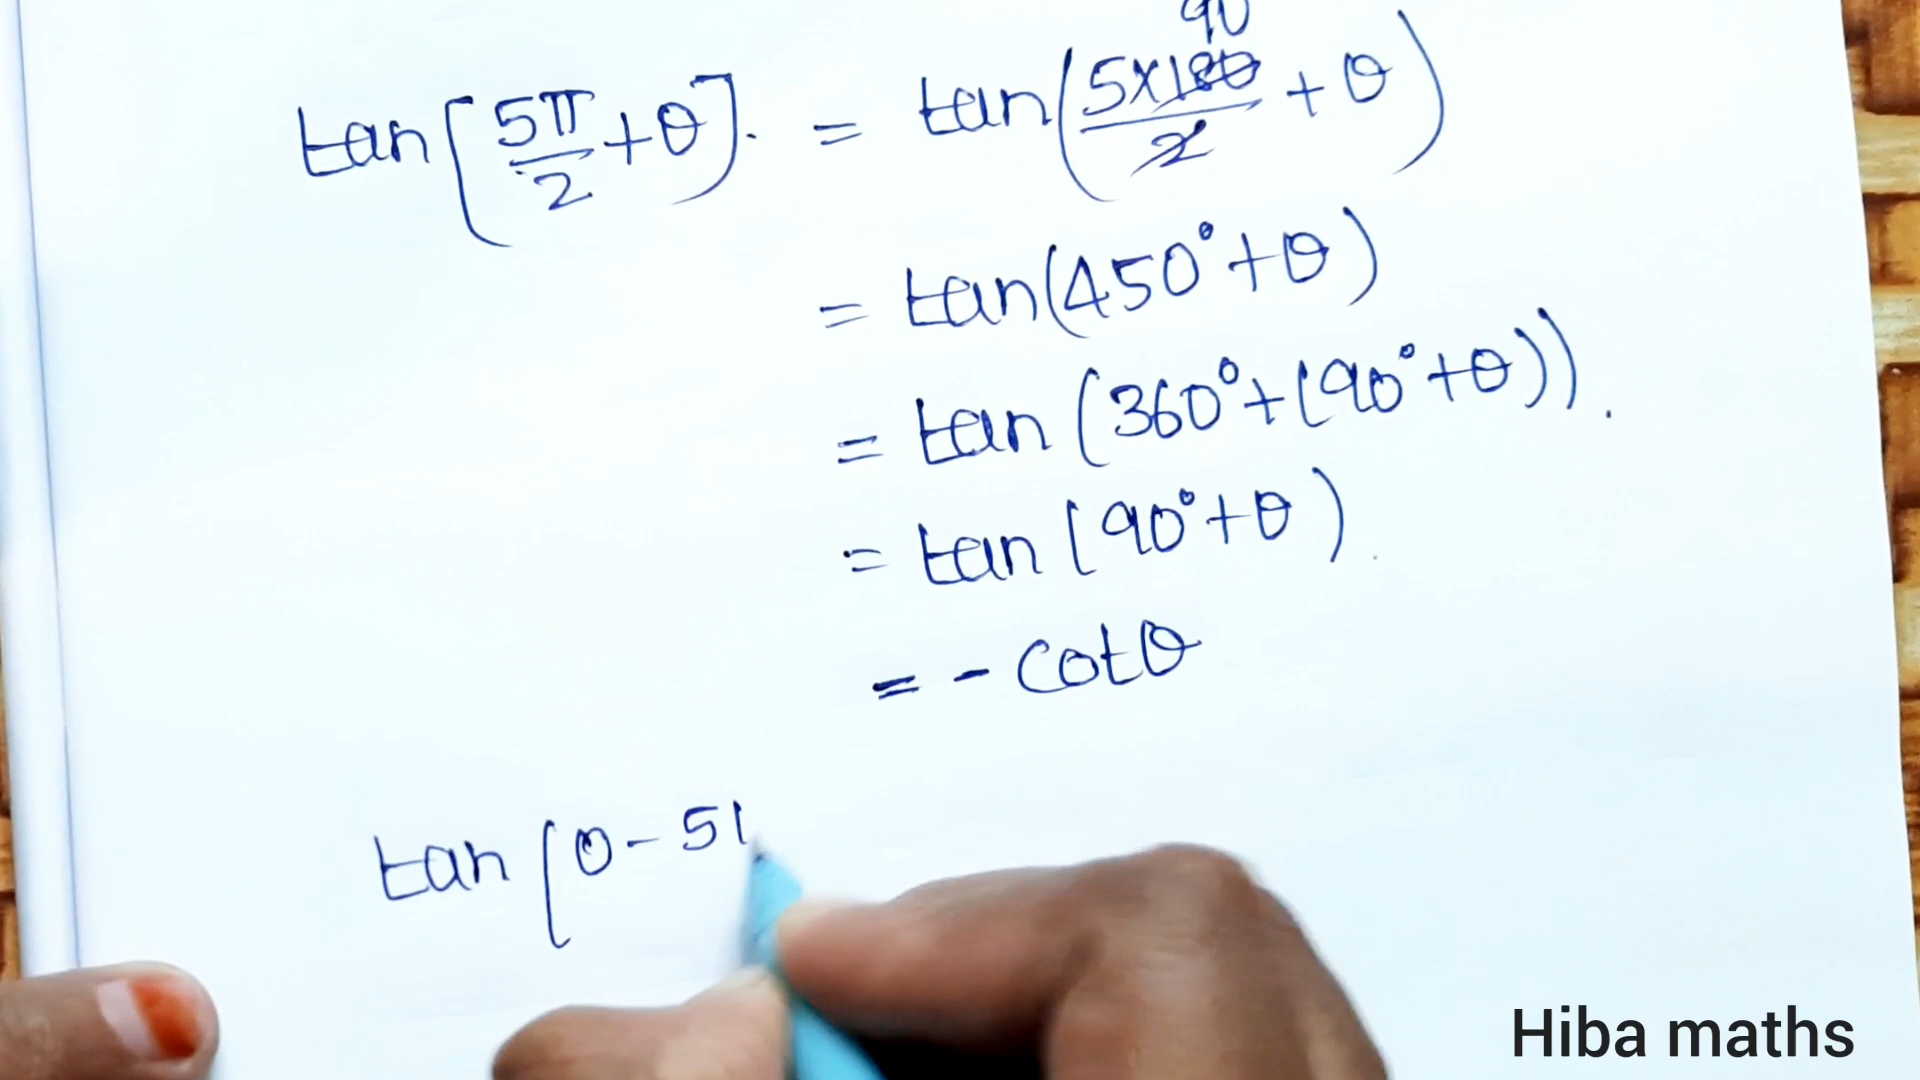 tan[5π/2+θ]. = tan(5×180/2 + θ) 90
= tan(450°+θ)
= tan(360°+(90°+θ)).
= tan(90°+θ)
= - cotθ
tan(θ-5
Hiba maths